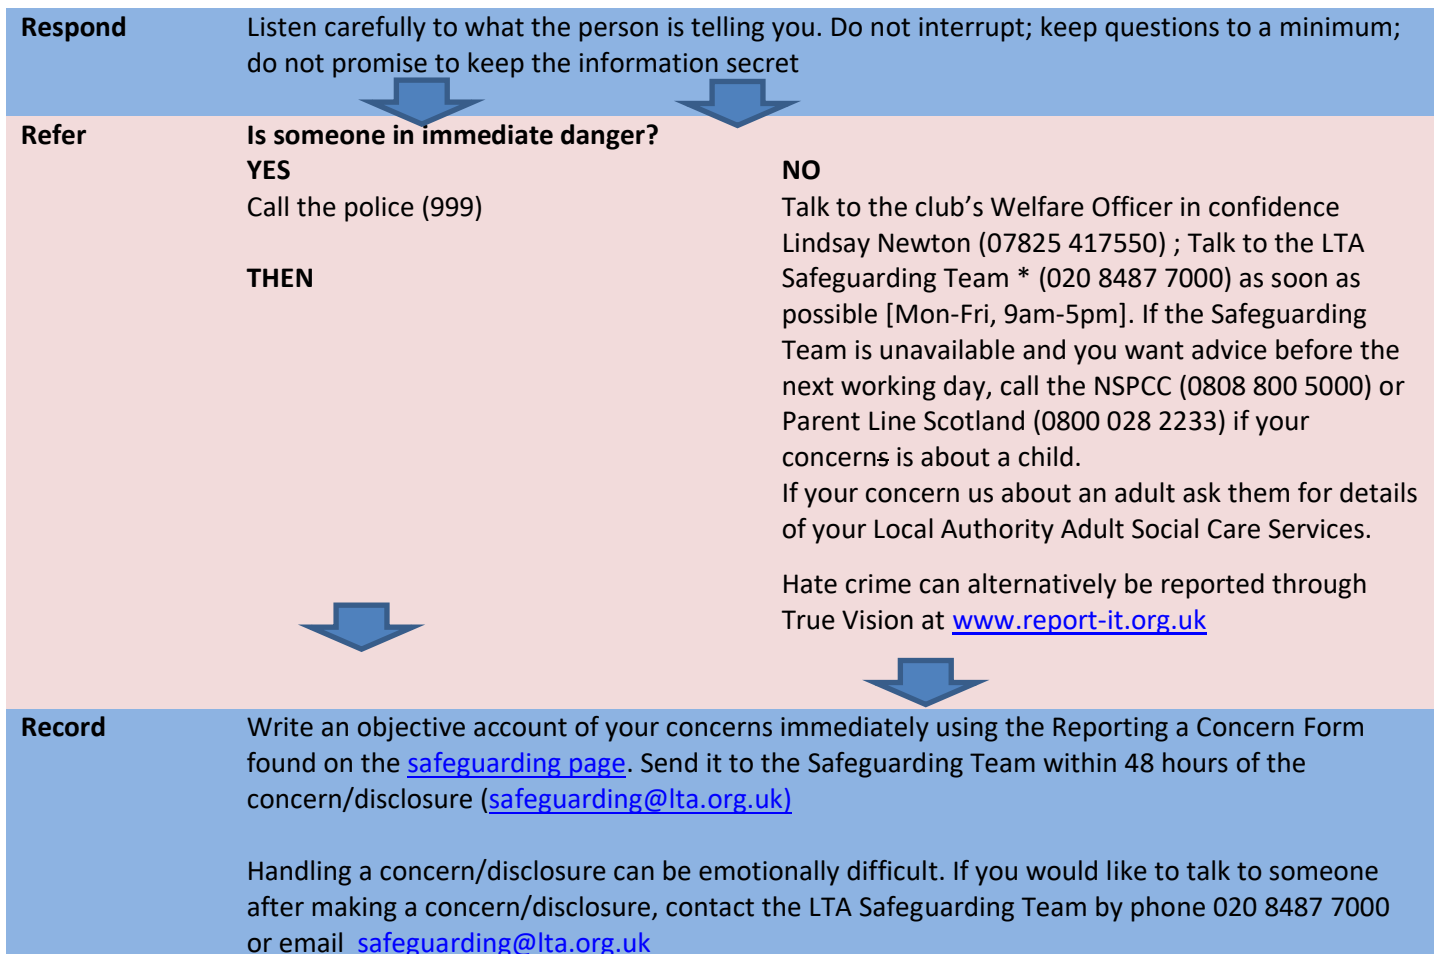 Respond
Listen carefully to what the person is telling you. Do not interrupt; keep questions to a minimum;
do not promise to keep the information secret
Refer
Is someone in immediate danger?
YES
Call the police (999)
THEN
NO
Talk to the club’s Welfare Officer in confidence
Lindsay Newton (07825 417550) ; Talk to the LTA
Safeguarding Team * (020 8487 7000) as soon as
possible [Mon-Fri, 9am-5pm]. If the Safeguarding
Team is unavailable and you want advice before the
next working day, call the NSPCC (0808 800 5000) or
Parent Line Scotland (0800 028 2233) if your
concerns is about a child.
If your concern us about an adult ask them for details
of your Local Authority Adult Social Care Services.
Hate crime can alternatively be reported through
True Vision at www.report-it.org.uk
Record
Write an objective account of your concerns immediately using the Reporting a Concern Form
found on the safeguarding page. Send it to the Safeguarding Team within 48 hours of the
concern/disclosure (safeguarding@lta.org.uk)
Handling a concern/disclosure can be emotionally difficult. If you would like to talk to someone
after making a concern/disclosure, contact the LTA Safeguarding Team by phone 020 8487 7000
or email safeguarding@lta.org.uk